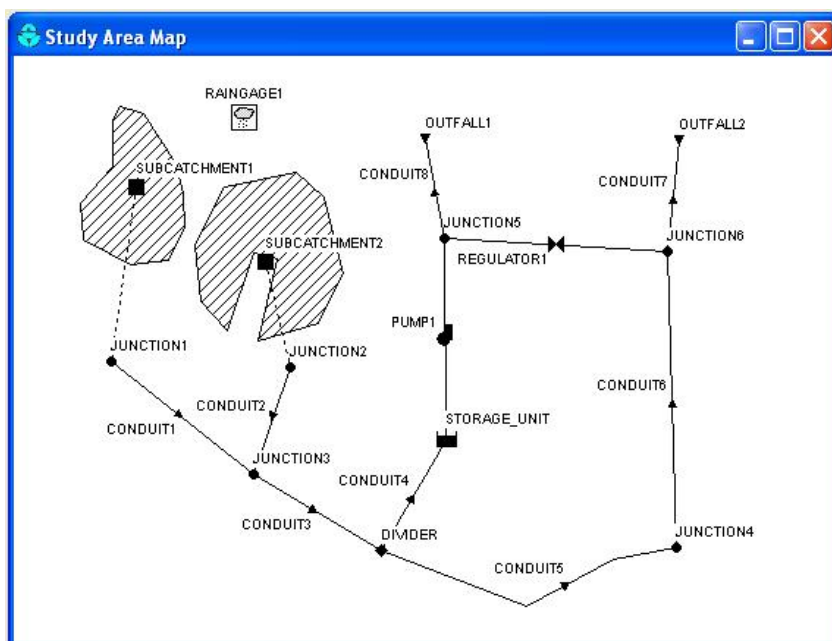 Study Area Map
RAINGAGE1
OUTFALL1
OUTFALL2
SUBCATCHMENT1
CONDUIT8
CONDUIT7
JUNCTION5
JUNCTION6
SUBCATCHMENT2
REGULATOR1
PUMP1
JUNCTION1
JUNCTION2
CONDUIT6
CONDUIT2
CONDUIT1
STORAGE_UNIT
JUNCTION3
CONDUIT4
CONDUIT3
DIVIDER
JUNCTION4
CONDUIT5